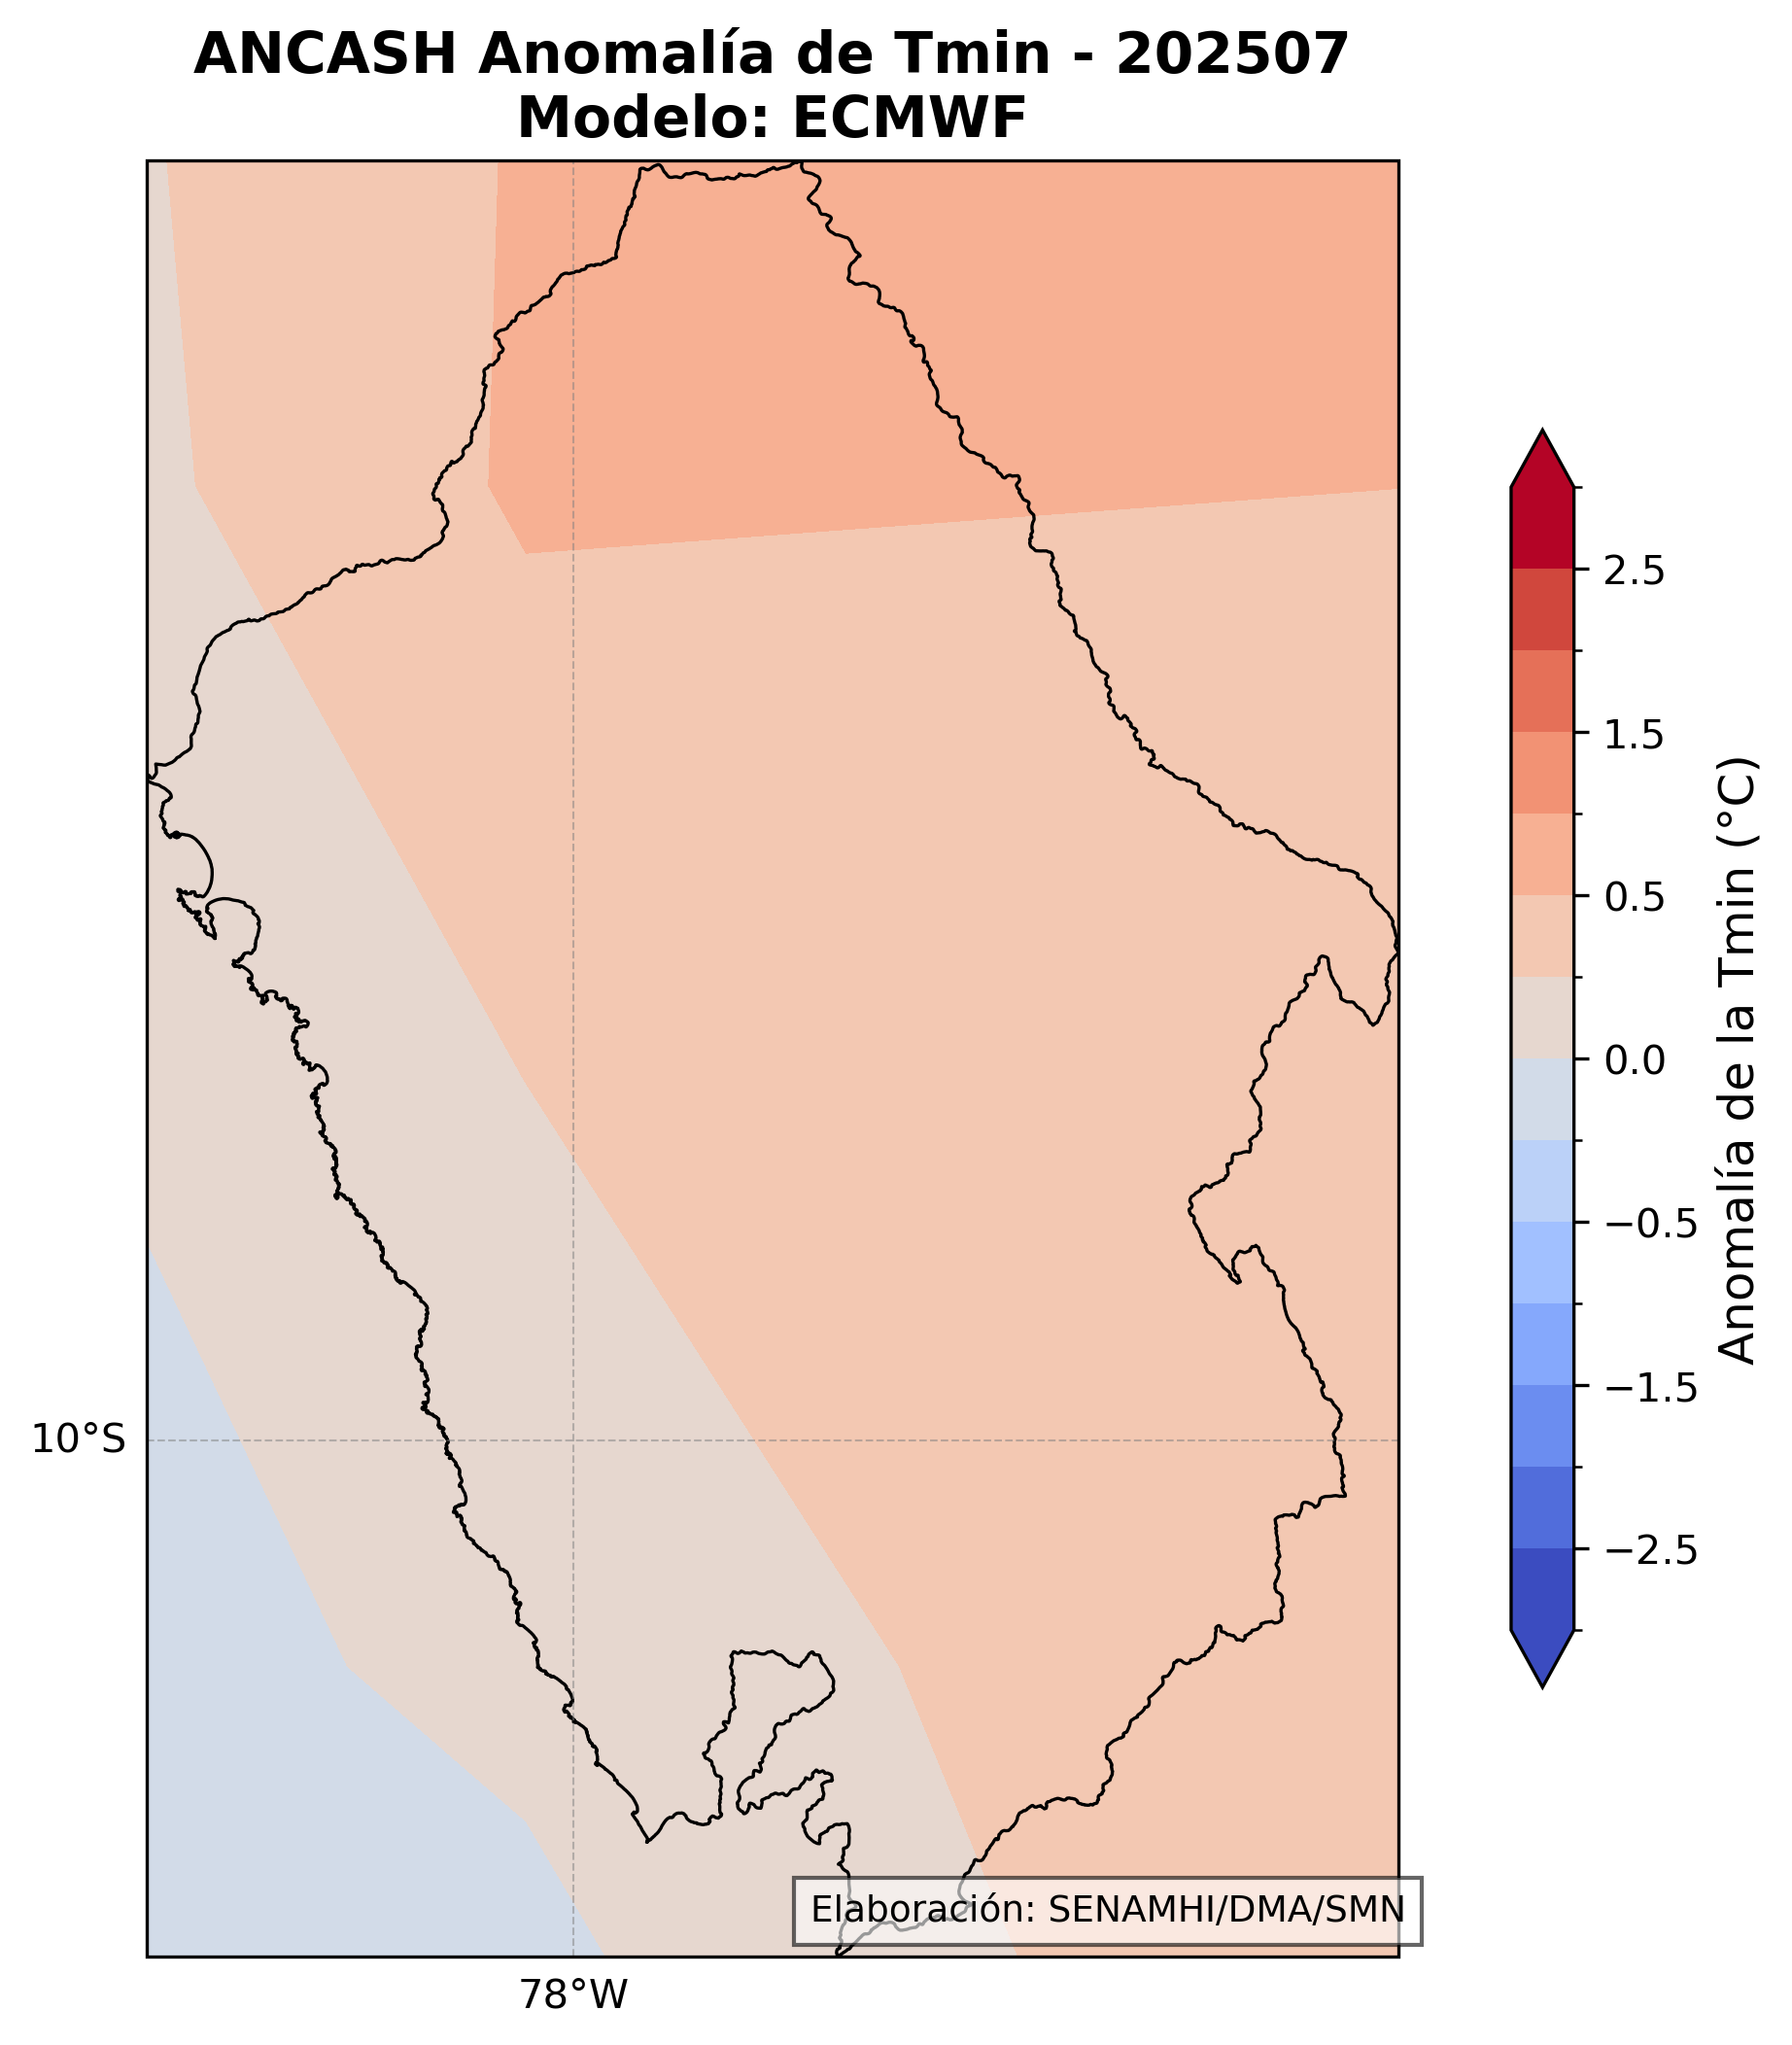 ANCASH Anomalía de Tmin - 202507
Modelo: ECMWF
2.5
1.5
0.5
0.0
−0.5
−1.5
−2.5
Anomalía de la Tmin (°C)
10°S
78°W
Elaboración: SENAMHI/DMA/SMN